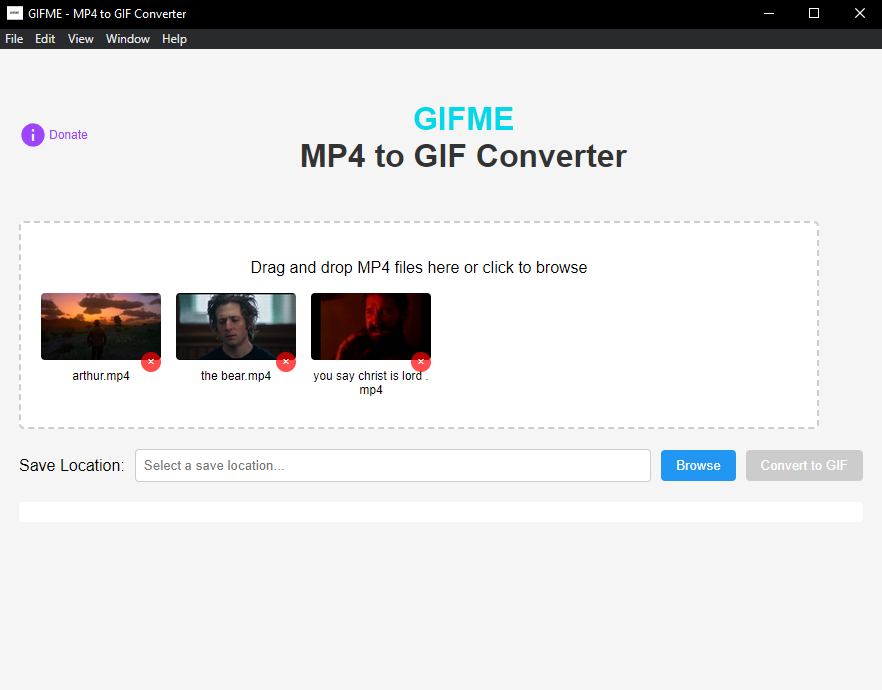 GIFME - MP4 to GIF Converter
File Edit View Window Help
Donate
GIFME
MP4 to GIF Converter
Drag and drop MP4 files here or click to browse
arthur.mp4
the bear.mp4
you say christ is lord .
mp4
Save Location:
Select a save location...
Browse
Convert to GIF